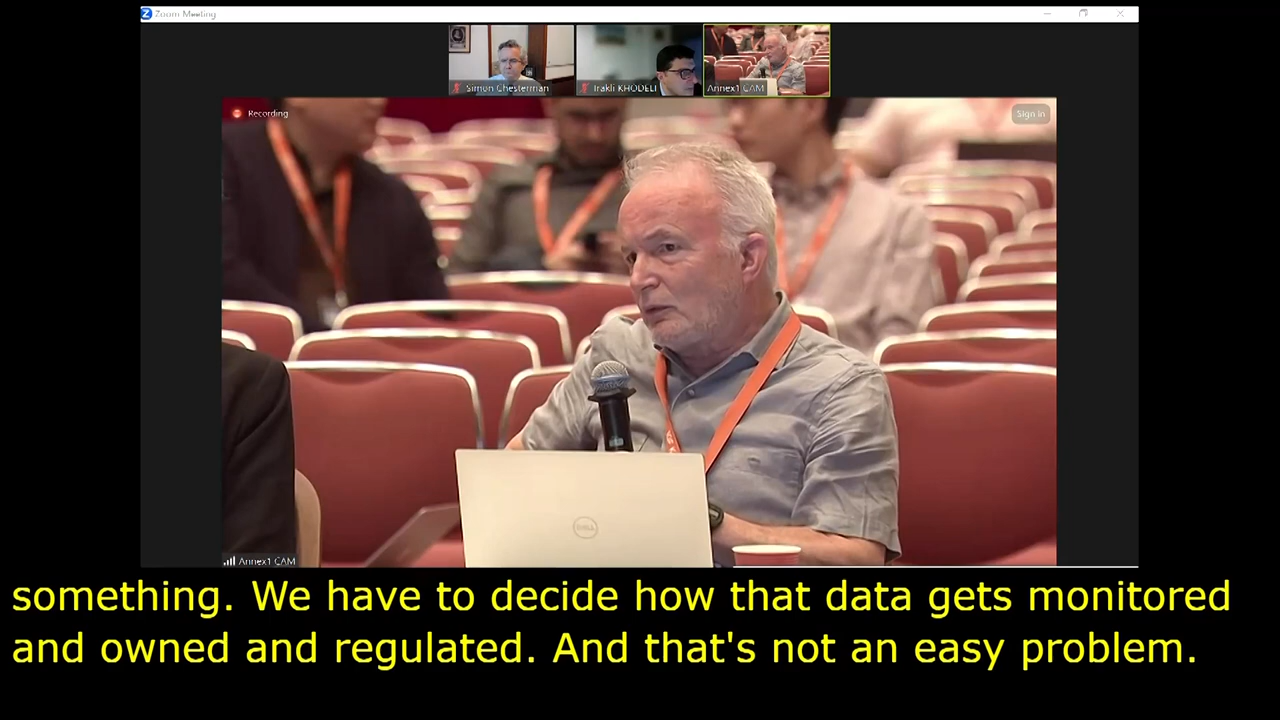 Zoom Meeting
Simon Chesterman
Irakli KHODELI
Annex1 CAM
Recording
Sign in
DELL
Annex1 CAM
something. We have to decide how that data gets monitored
and owned and regulated. And that's not an easy problem.